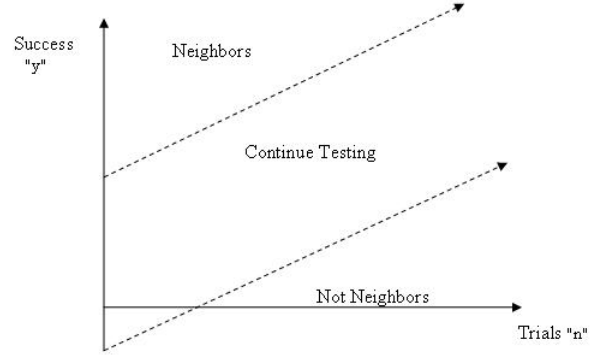 Success
"y"
Neighbors
Continue Testing
Not Neighbors
Trials "n"